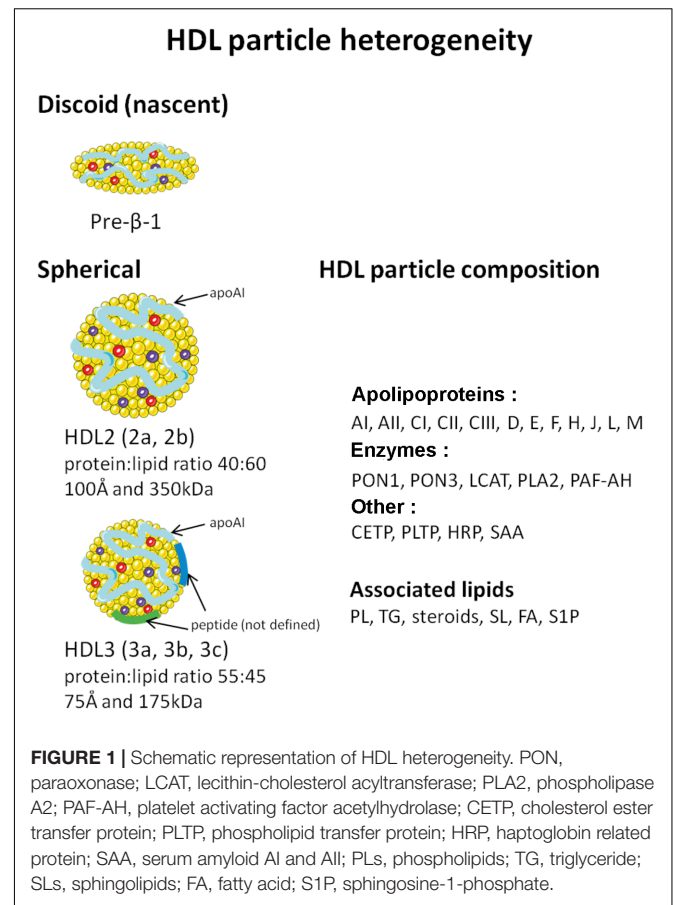 HDL particle heterogeneity
Discoid (nascent)
Pre-β-1
Spherical
apoAI
HDL2 (2a, 2b)
protein:lipid ratio 40:60
100Å and 350kDa
apoAI
peptide (not defined)
HDL3 (3a, 3b, 3c)
protein:lipid ratio 55:45
75Å and 175kDa
HDL particle composition
Apolipoproteins :
AI, AII, CI, CII, CIII, D, E, F, H, J, L, M
Enzymes :
PON1, PON3, LCAT, PLA2, PAF-AH
Other :
CETP, PLTP, HRP, SAA
Associated lipids
PL, TG, steroids, SL, FA, S1P
FIGURE 1 | Schematic representation of HDL heterogeneity. PON,
paraoxonase; LCAT, lecithin-cholesterol acyltransferase; PLA2, phospholipase
A2; PAF-AH, platelet activating factor acetylhydrolase; CETP, cholesterol ester
transfer protein; PLTP, phospholipid transfer protein; HRP, haptoglobin related
protein; SAA, serum amyloid AI and AII; PLs, phospholipids; TG, triglyceride;
SLs, sphingolipids; FA, fatty acid; S1P, sphingosine-1-phosphate.